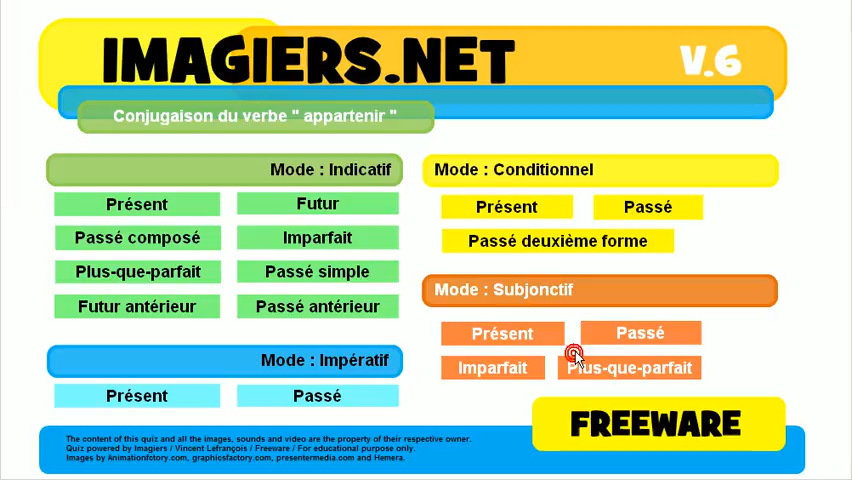 IMAGIERS.NET
V.6
Conjugaison du verbe " appartenir "
Mode : Indicatif
Présent
Futur
Passé composé
Imparfait
Plus-que-parfait
Passé simple
Futur antérieur
Passé antérieur
Mode : Impératif
Présent
Passé
Mode : Conditionnel
Présent
Passé
Passé deuxième forme
Mode : Subjonctif
Présent
Passé
Imparfait
Plus-que-parfait
FREEWARE
The content of this quiz and all the images, sounds and video are the property of their respective owner.
Quiz powered by Imagiers / Vincent Lefrançois / Freeware / For educational purpose only.
Images by Animationfctory.com, graphicsfactory.com, presentermedia.com and Hemera.